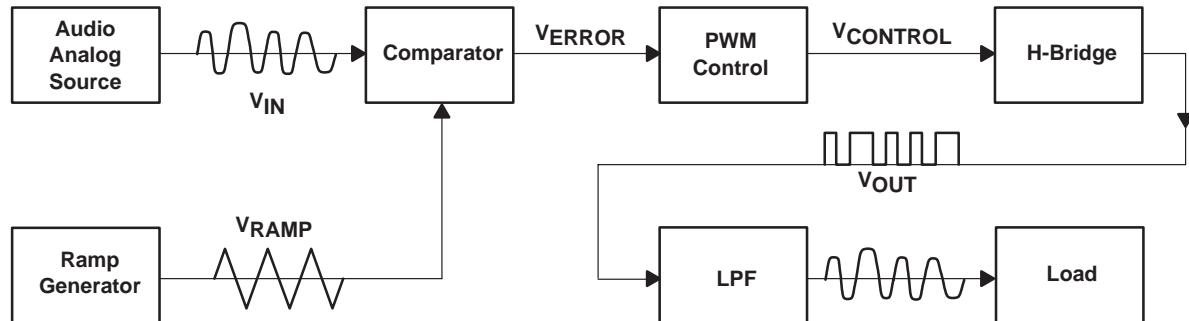 Audio
Analog
Source
VIN
Comparator
VERROR
PWM
Control
VCONTROL
H-Bridge
VOUT
Ramp
Generator
VRAMP
LPF
Load